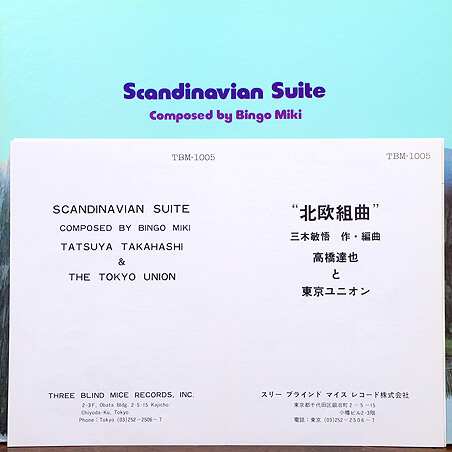 Scandinavian Suite
Composed by Bingo Miki
TBM-1005
SCANDINAVIAN SUITE
COMPOSED BY BINGO MIKI
TATSUYA TAKAHASHI
&
THE TOKYO UNION
THREE BLIND MICE RECORDS, INC.
2-3F, Obata Bldg. 2-5-15 Kajicho
Chiyoda-Ku, Tokyo
Phone: Tokyo (03)252-2506~7
TBM-1005
“北欧組曲”
三木敏悟 作・編曲
高橋達也
と
東京ユニオン
スリー ブラインド マイス レコード株式会社
東京都千代田区鍛冶町2-5-15
小幡ビル2・3階
電話：東京 (03)252-2506~7